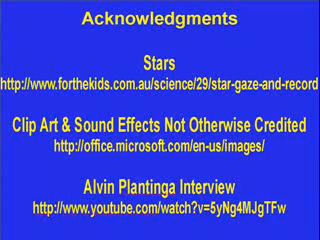 Acknowledgments
Stars
http://www.forthekids.com.au/science/29/star-gaze-and-record
Clip Art & Sound Effects Not Otherwise Credited
http://office.microsoft.com/en-us/images/
Alvin Plantinga Interview
http://www.youtube.com/watch?v=5yNg4MJgTFw